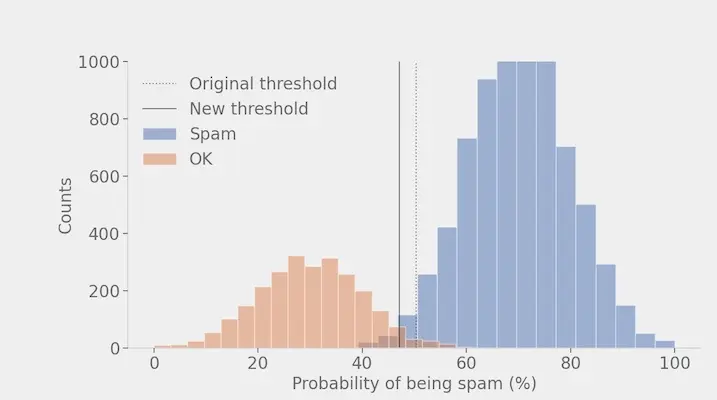 1000
800
600
400
200
0
Counts
Original threshold
New threshold
Spam
OK
0 20 40 60 80 100
Probability of being spam (%)